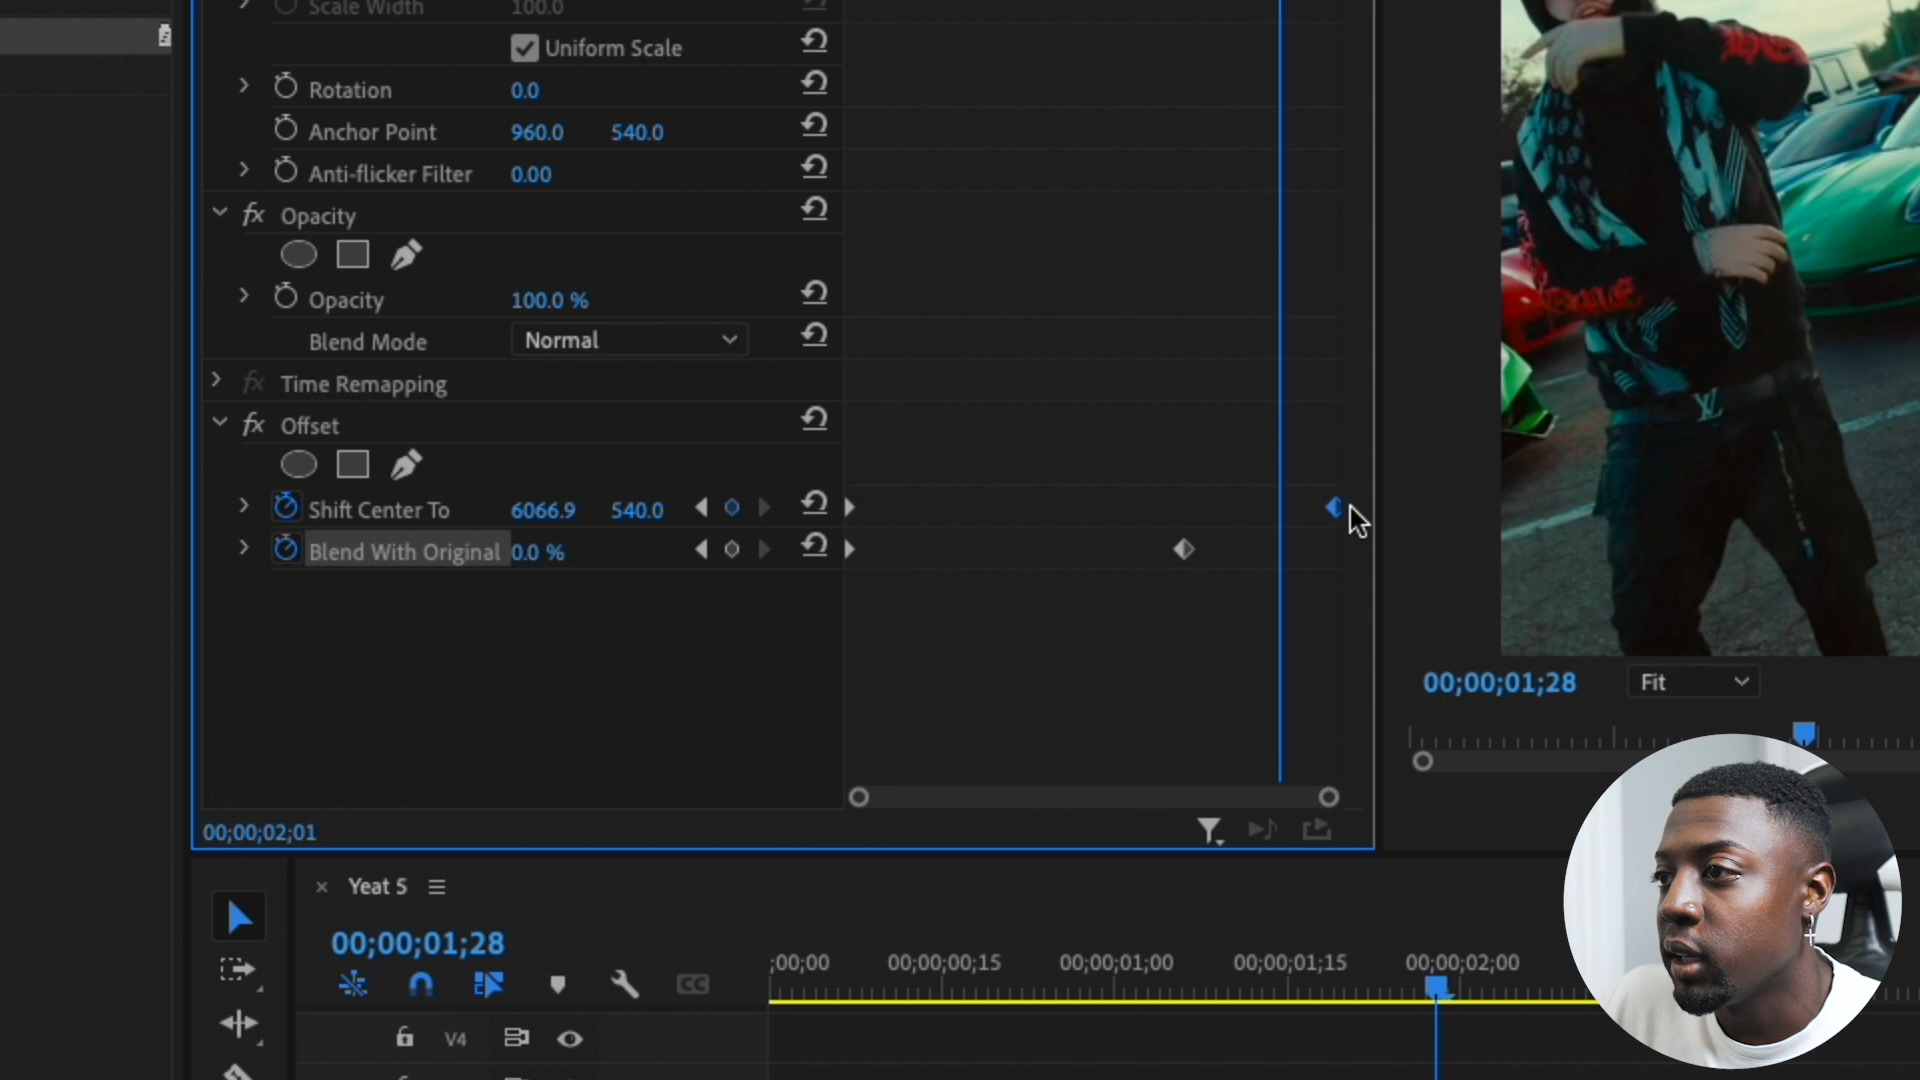 Scale Width 100.0
Uniform Scale
Rotation 0.0
Anchor Point 960.0 540.0
Anti-flicker Filter 0.00
fx Opacity
Opacity 100.0 %
Blend Mode Normal
fx Time Remapping
fx Offset
Shift Center To 6066.9 540.0
Blend With Original 0.0 %
00;00;02;01
00;00;01;28 Fit
× Yeat 5
00;00;01;28
;00;00 00;00;00;15 00;00;01;00 00;00;01;15 00;00;02;00
CC
V4